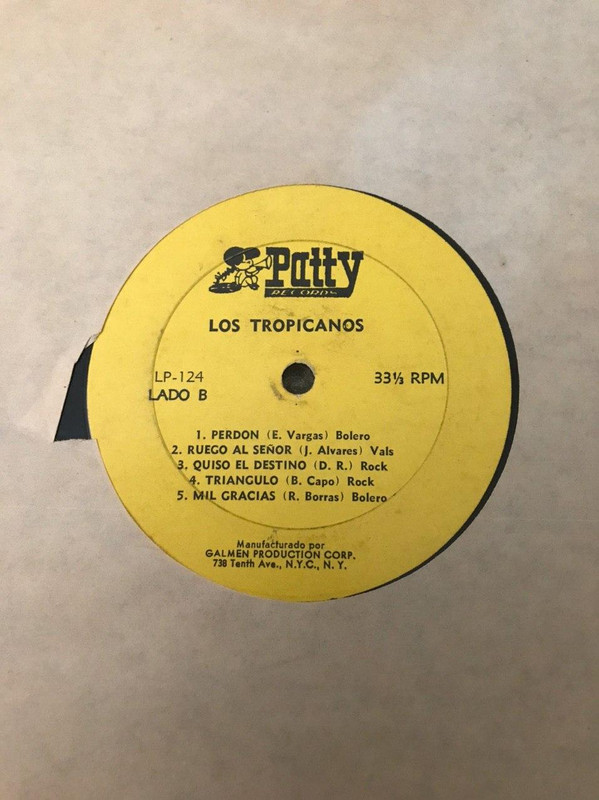 Patty
RECORDS
LOS TROPICANOS
LP-124
33⅓ RPM
LADO B
1. PERDON (E. Vargas) Bolero
2. RUEGO AL SEÑOR (J. Alvares) Vals
3. QUISO EL DESTINO (D. R.) Rock
4. TRIANGULO (B. Capo) Rock
5. MIL GRACIAS (R. Borras) Bolero
Manufacturado por
GALMEN PRODUCTION CORP.
738 Tenth Ave., N.Y.C., N. Y.